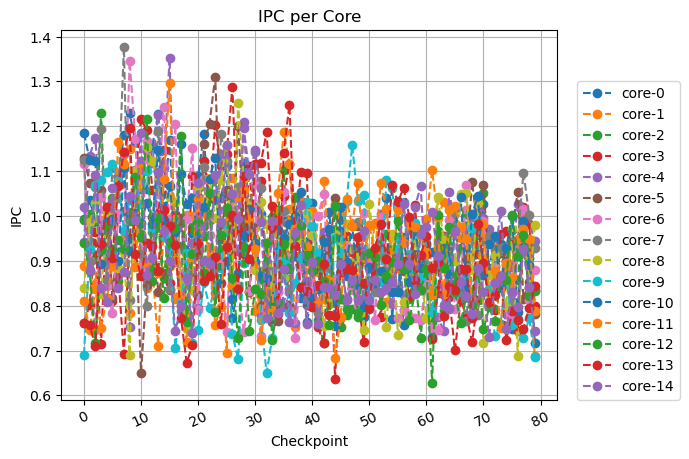 IPC per Core
IPC
1.4
1.3
1.2
1.1
1.0
0.9
0.8
0.7
0.6
0
10
20
30
40
50
60
70
80
Checkpoint
core-0
core-1
core-2
core-3
core-4
core-5
core-6
core-7
core-8
core-9
core-10
core-11
core-12
core-13
core-14